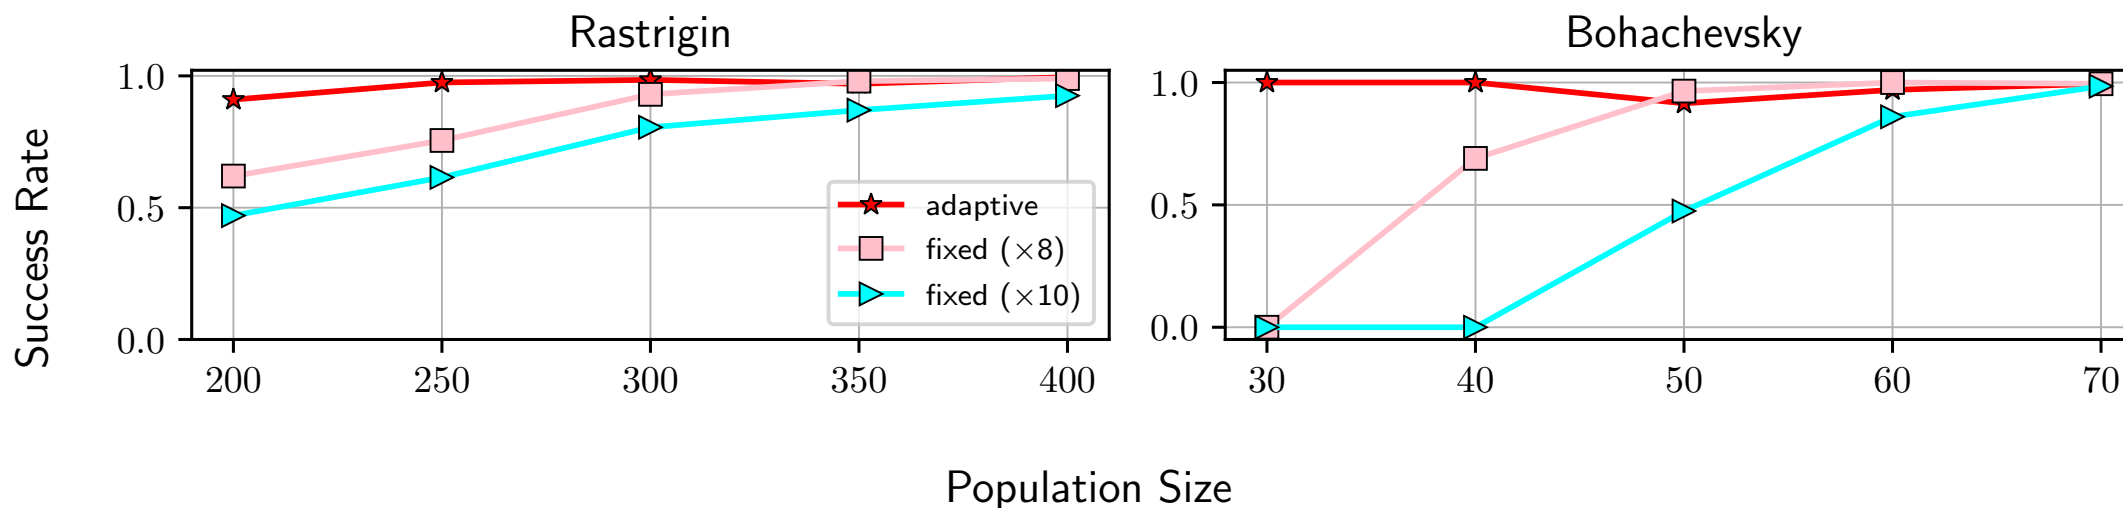 Rastrigin
Bohachevsky
Success Rate
1.0
0.5
0.0
200 250 300 350 400
adaptive
fixed (×8)
fixed (×10)
1.0
0.5
0.0
30 40 50 60 70
Population Size